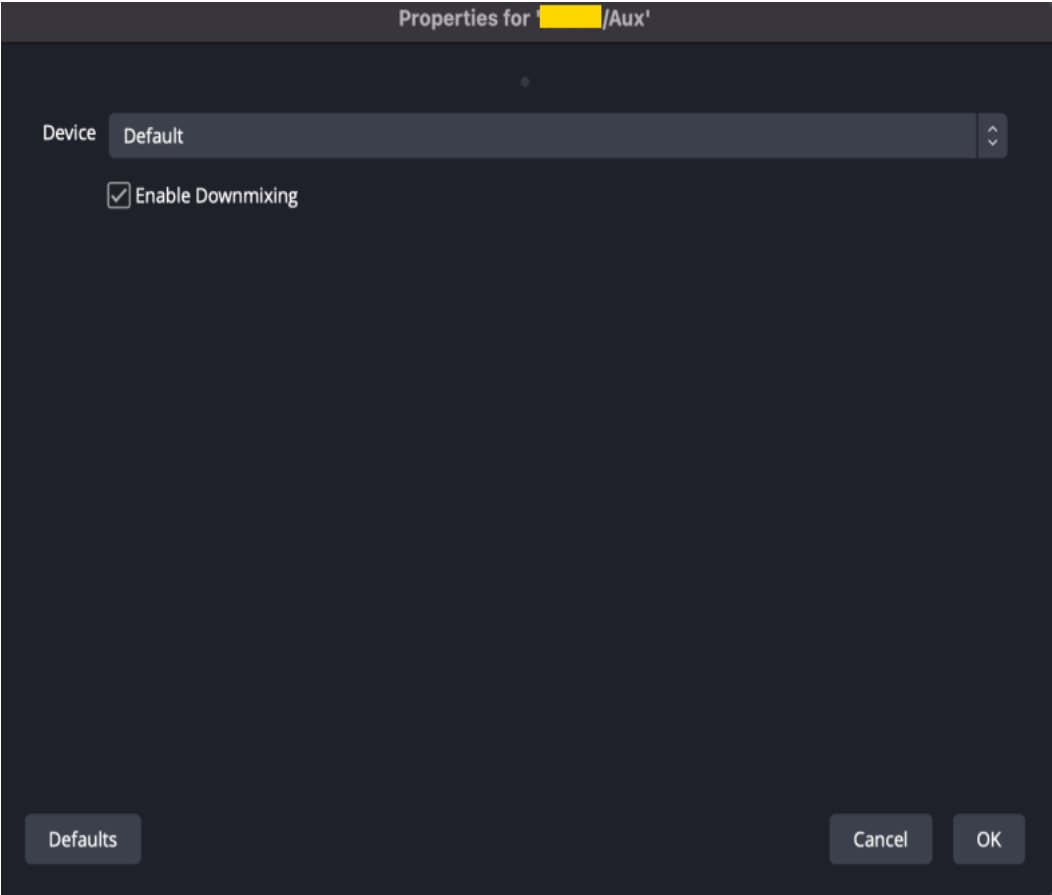 Properties for ' /Aux'
Device Default
Enable Downmixing
Defaults Cancel OK